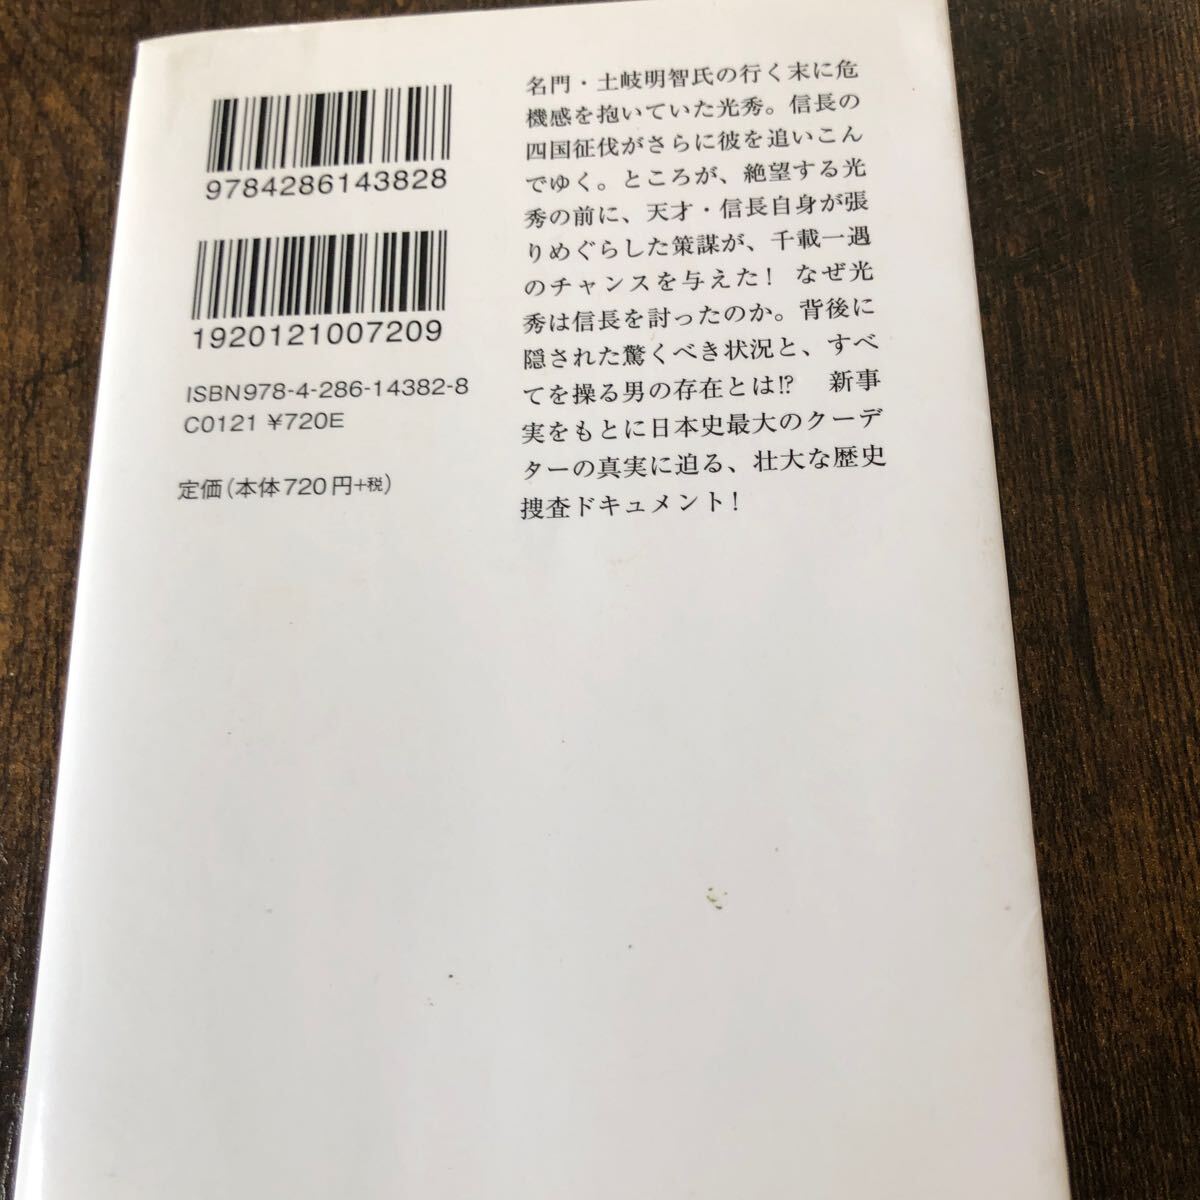 9784286143828
1920121007209
ISBN978-4-286-14382-8
C0121 ¥720E
定価(本体720円+税)
名門・土岐明智氏の行く末に危
機感を抱いていた光秀。信長の
四国征伐がさらに彼を追いこん
でゆく。ところが、絶望する光
秀の前に、天才・信長自身が張
りめぐらした策謀が、千載一遇
のチャンスを与えた! なぜ光
秀は信長を討ったのか。背後に
隠された驚くべき状況と、すべ
てを操る男の存在とは!? 新事
実をもとに日本史最大のクーデ
ターの真実に迫る、壮大な歴史
捜査ドキュメント!